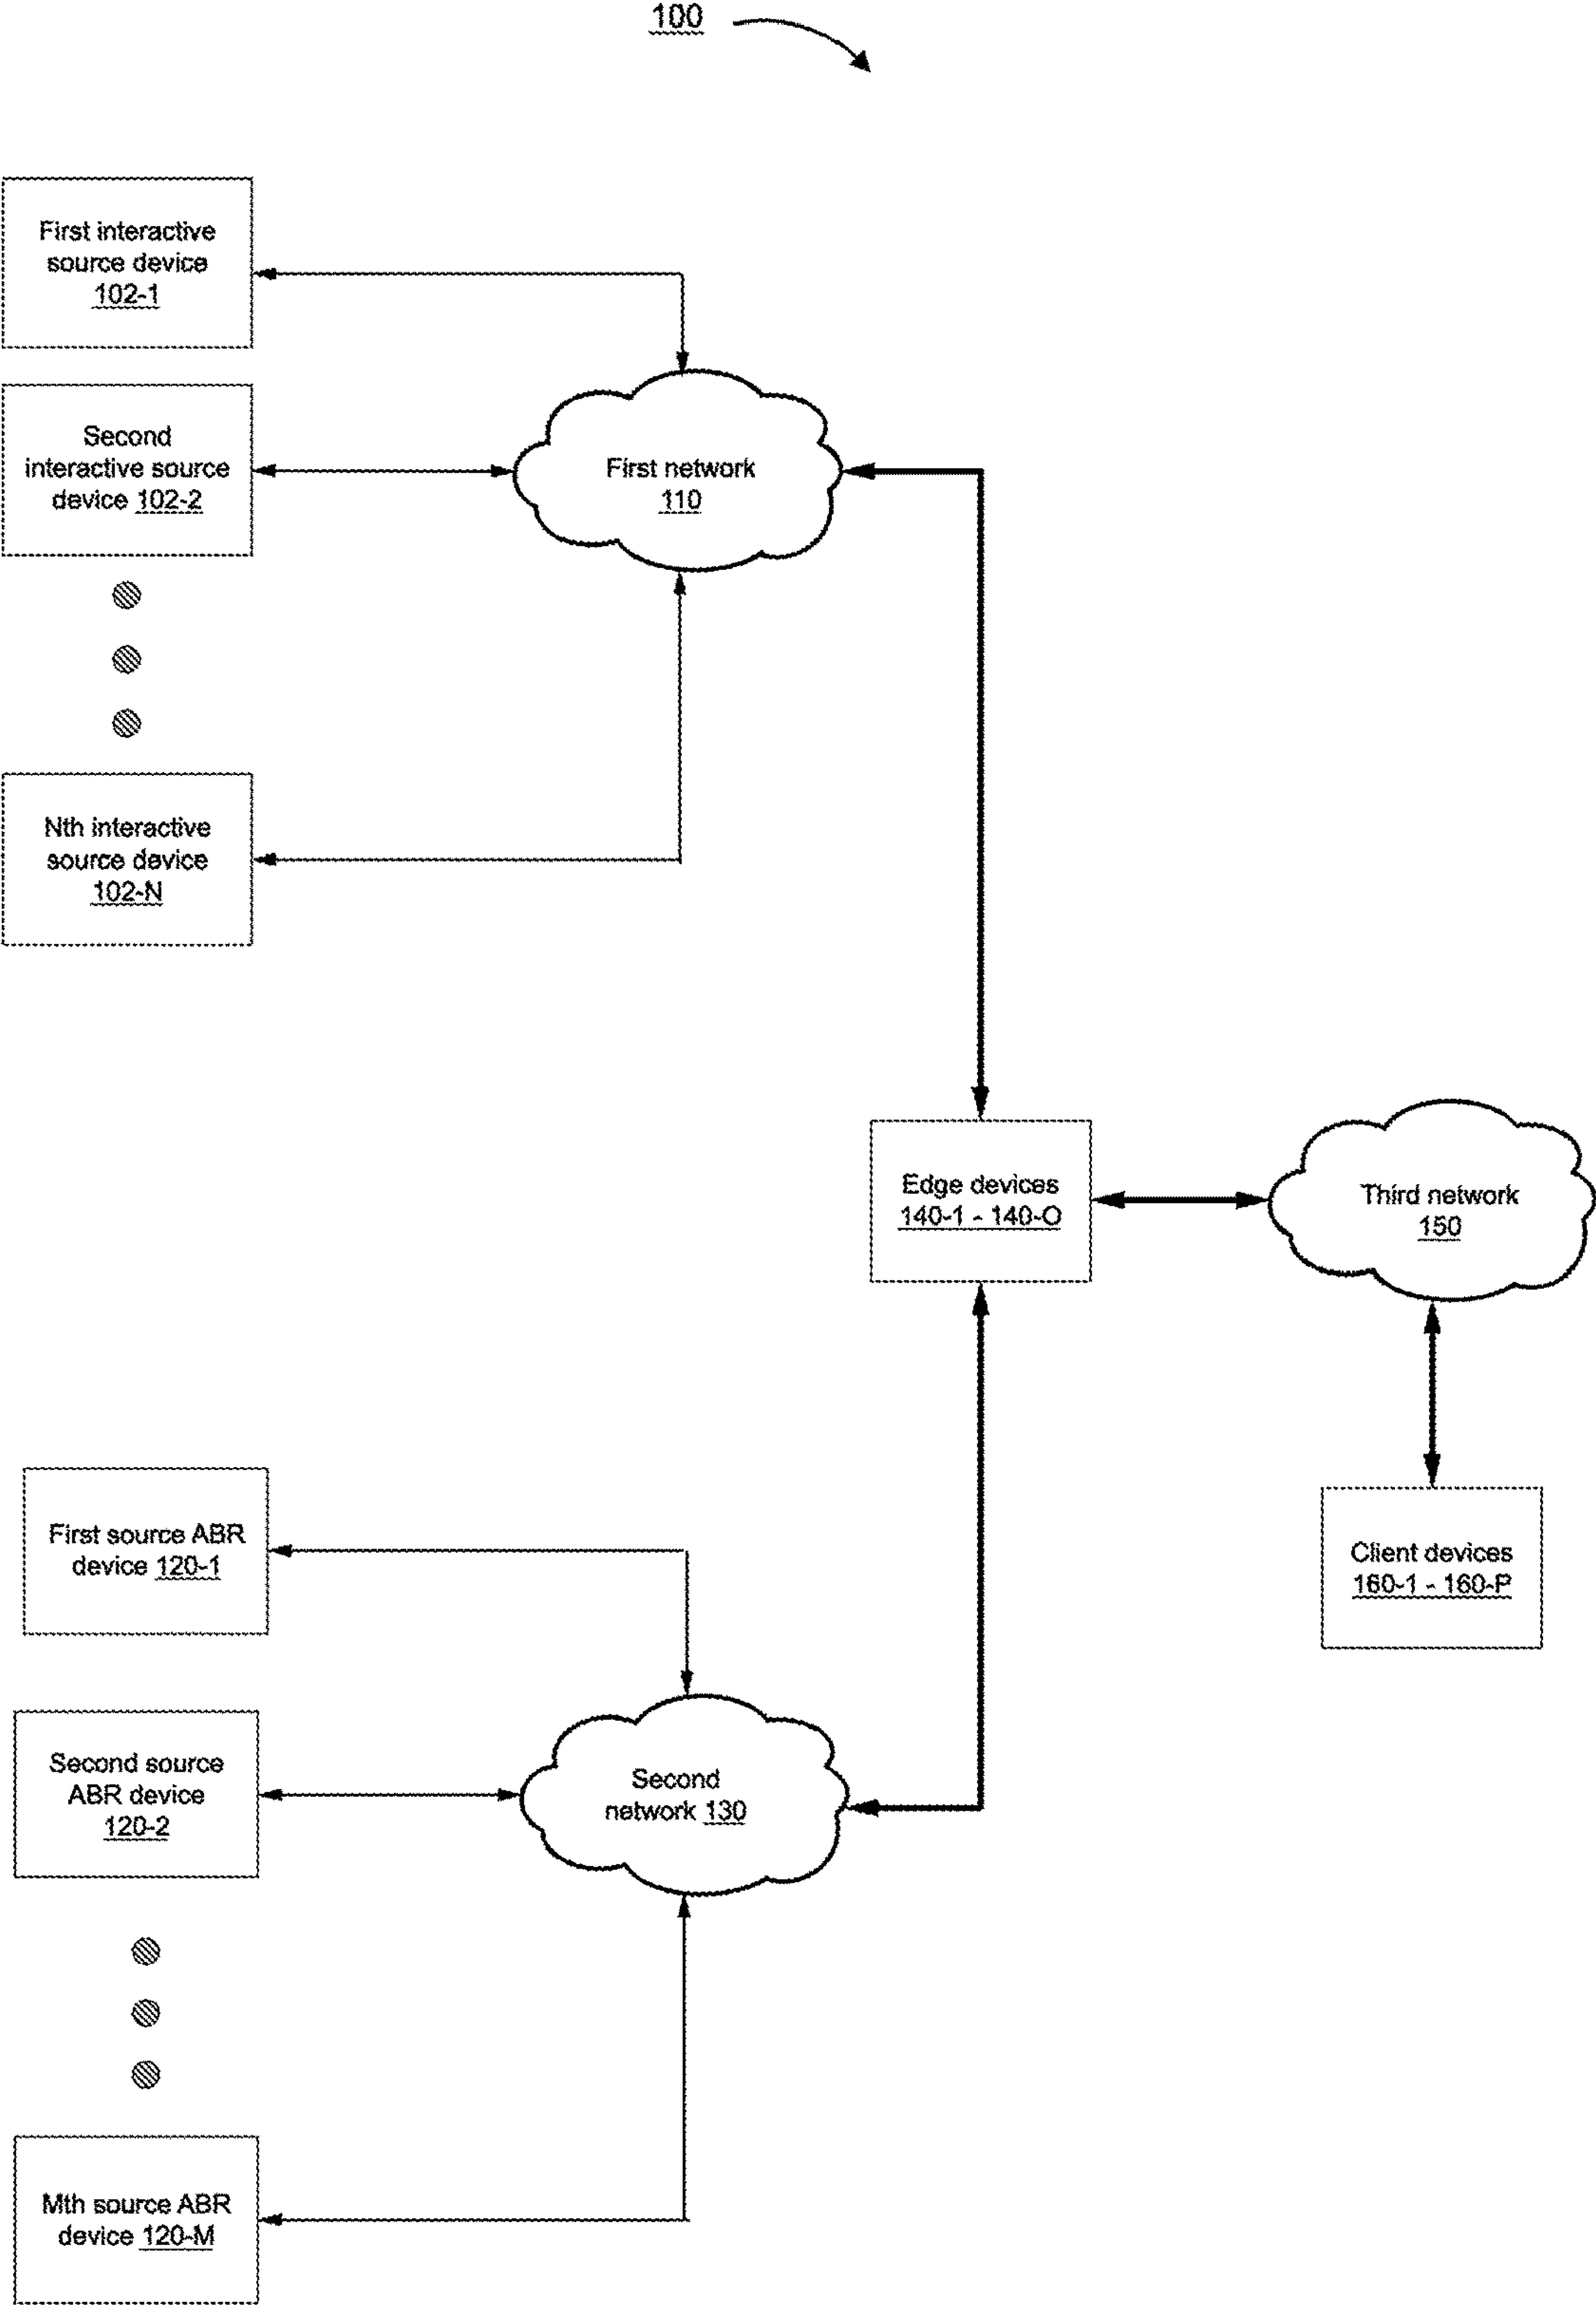 100
First interactive
source device
102-1
Second
interactive source
device 102-2
First network
110
Nth interactive
source device
102-N
Edge devices
140-1 - 140-O
Third network
150
First source ABR
device 120-1
Client devices
160-1 - 160-P
Second source
ABR device
120-2
Second
network 130
Mth source ABR
device 120-M